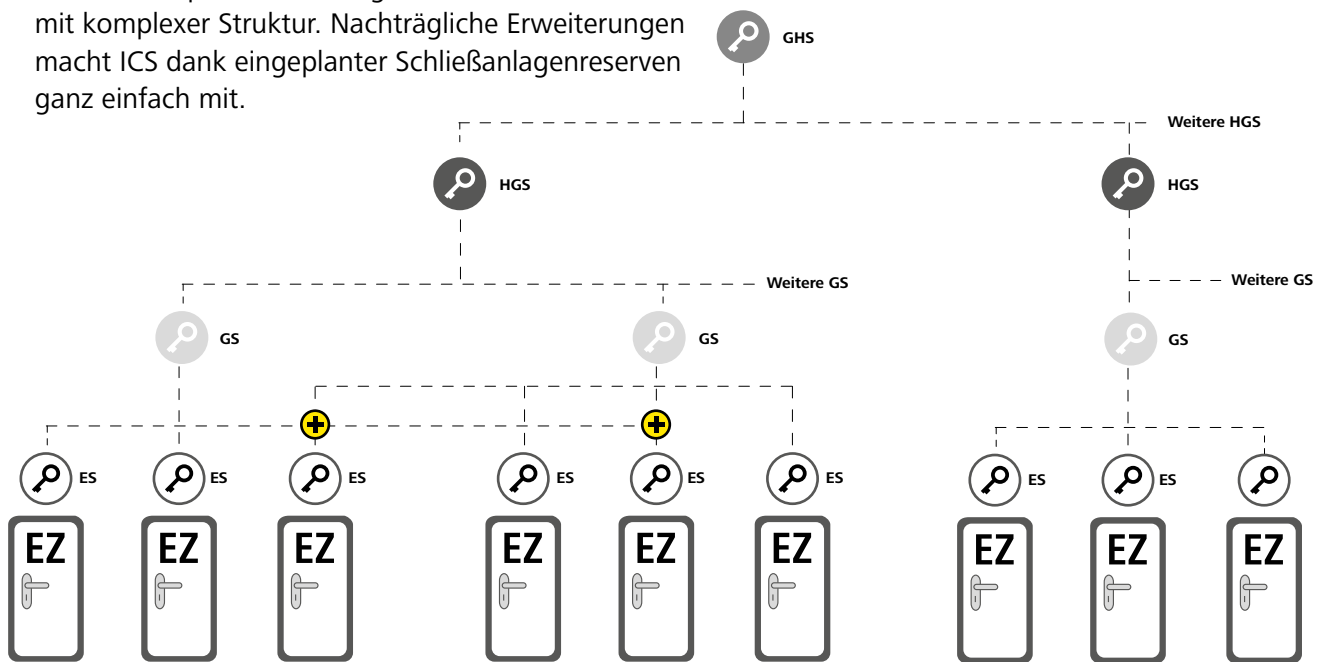 mit komplexer Struktur. Nachträgliche Erweiterungen
macht ICS dank eingeplanter Schließanlagenreserven
ganz einfach mit.
GHS
Weitere HGS
HGS
HGS
Weitere GS
Weitere GS
GS
GS
GS
ES
ES
ES
ES
ES
ES
ES
ES
EZ
EZ
EZ
EZ
EZ
EZ
EZ
EZ
EZ